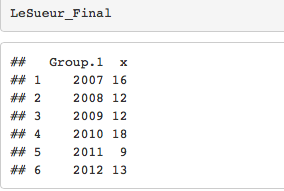 LeSueur_Final
##   Group.1  x
## 1    2007 16
## 2    2008 12
## 3    2009 12
## 4    2010 18
## 5    2011  9
## 6    2012 13